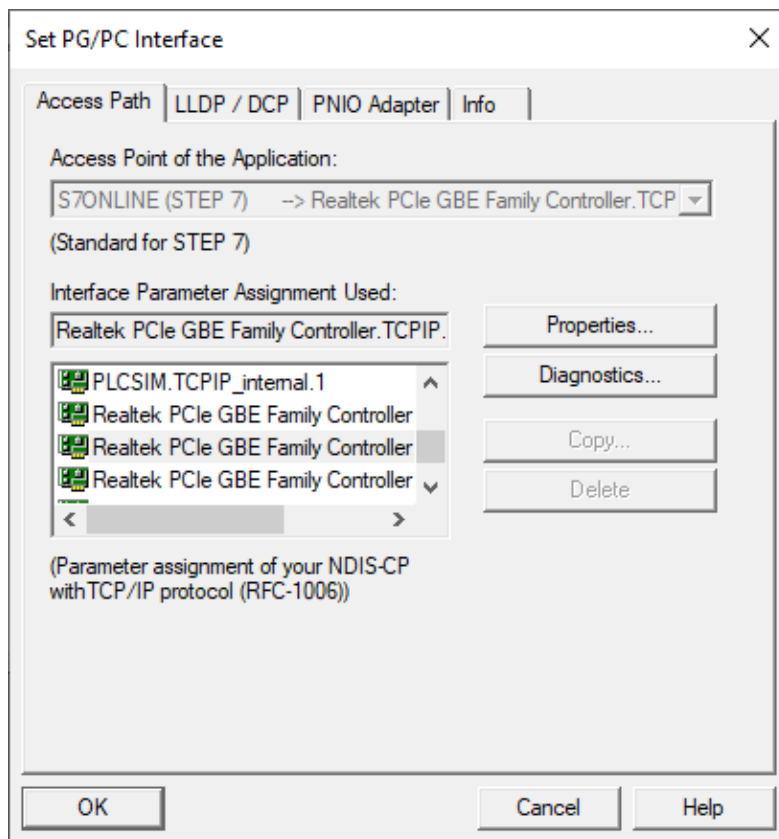 Set PG/PC Interface
Access Path
LLDP / DCP
PNIO Adapter
Info
Access Point of the Application:
S7ONLINE (STEP 7) --> Realtek PCIe GBE Family Controller.TCP
(Standard for STEP 7)
Interface Parameter Assignment Used:
Realtek PCIe GBE Family Controller.TCPIP.
Properties...
PLCSIM.TCPIP_internal.1
Realtek PCIe GBE Family Controller
Realtek PCIe GBE Family Controller
Realtek PCIe GBE Family Controller
Diagnostics...
Copy...
Delete
(Parameter assignment of your NDIS-CP
with TCP/IP protocol (RFC-1006))
OK
Cancel
Help